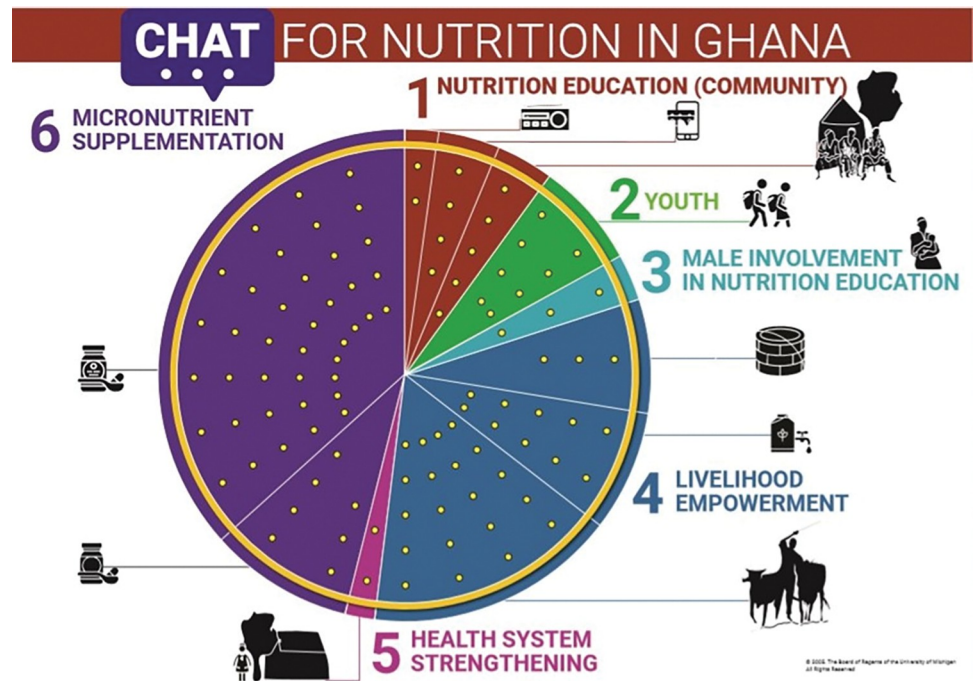 CHAT FOR NUTRITION IN GHANA
1 NUTRITION EDUCATION (COMMUNITY)
2 YOUTH
3 MALE INVOLVEMENT
IN NUTRITION EDUCATION
4 LIVELIHOOD
EMPOWERMENT
5 HEALTH SYSTEM
STRENGTHENING
6 MICRONUTRIENT
SUPPLEMENTATION
The Board of Regents of the University of Michigan
All Rights Reserved